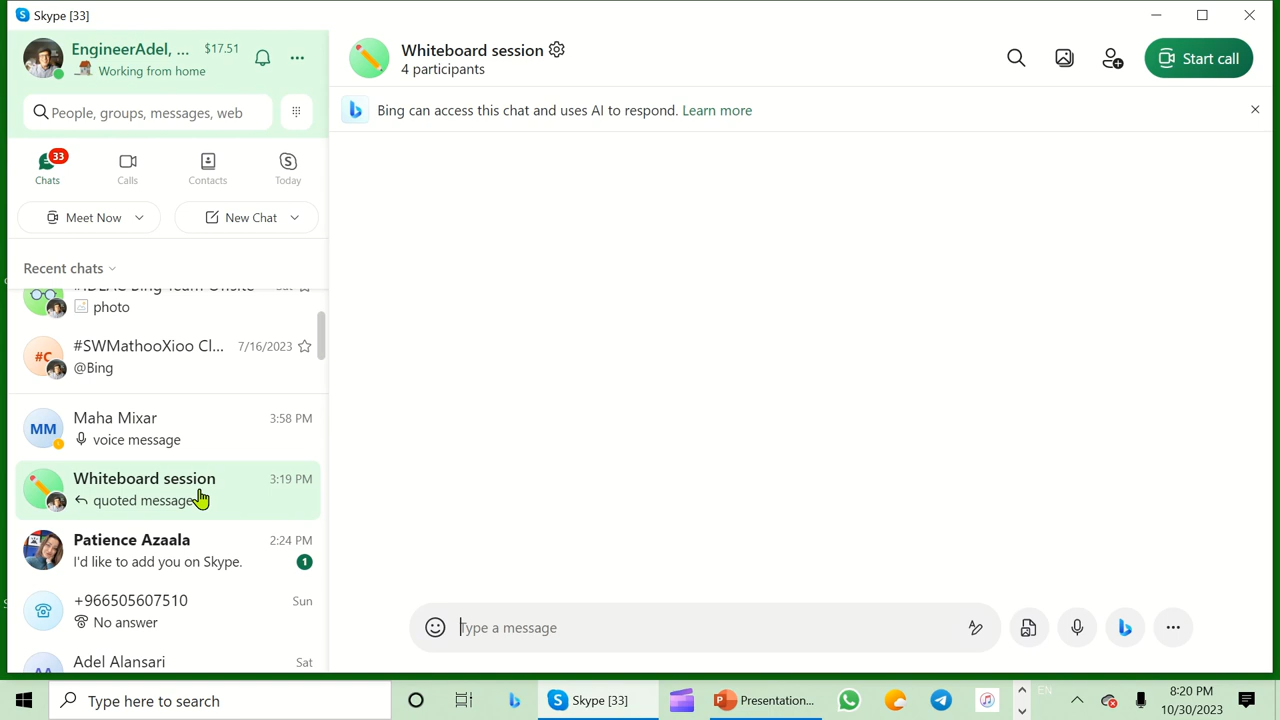 Skype [33]
EngineerAdel, ... $17.51
Working from home
People, groups, messages, web
33
Chats Calls Contacts Today
Meet Now New Chat
Recent chats
photo
#SWMathooXioo Cl... 7/16/2023
#C
@Bing
Maha Mixar 3:58 PM
MM
voice message
Whiteboard session 3:19 PM
quoted message
Patience Azaala 2:24 PM
I'd like to add you on Skype. 1
+966505607510 Sun
No answer
Adel Alansari Sat
Whiteboard session
4 participants
Start call
Bing can access this chat and uses AI to respond. Learn more
Type a message
Type here to search
Skype [33]
Presentation...
EN
8:20 PM
10/30/2023